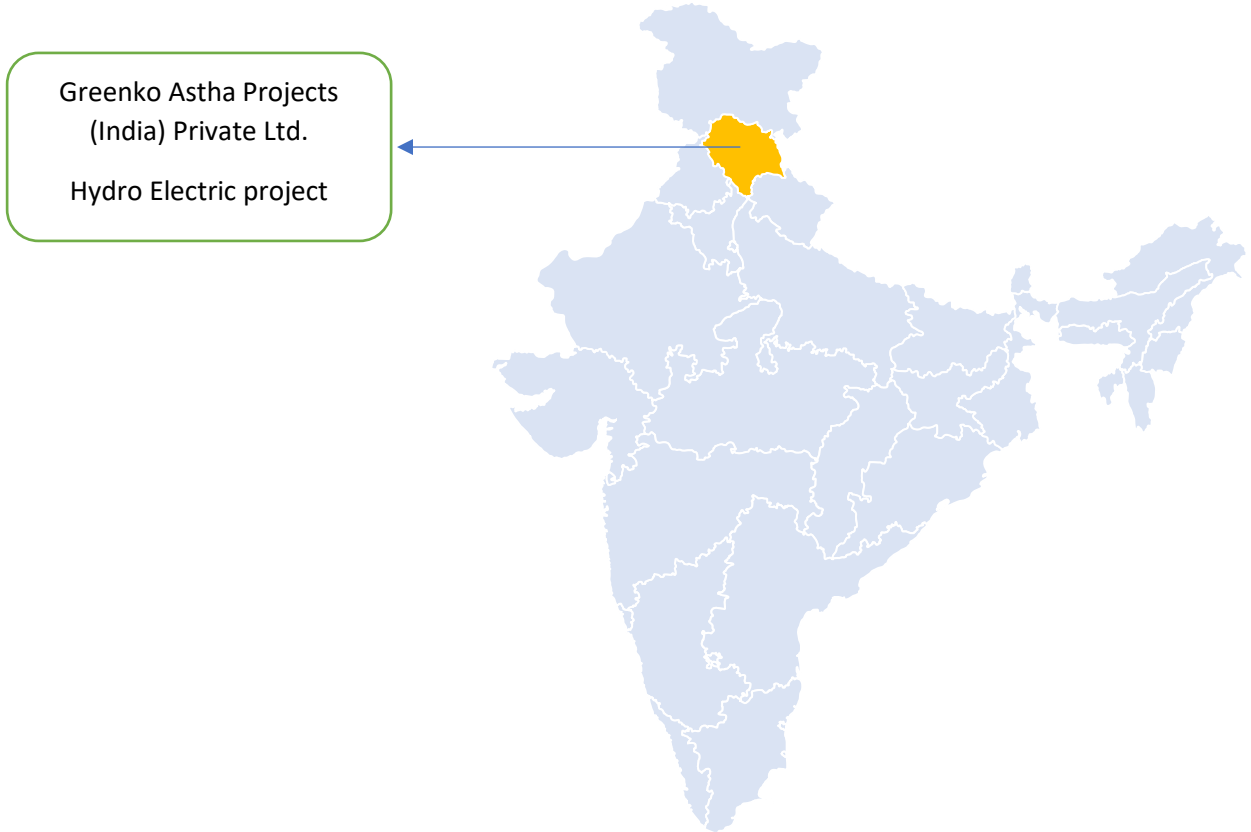 Greenko Astha Projects
(India) Private Ltd.
Hydro Electric project